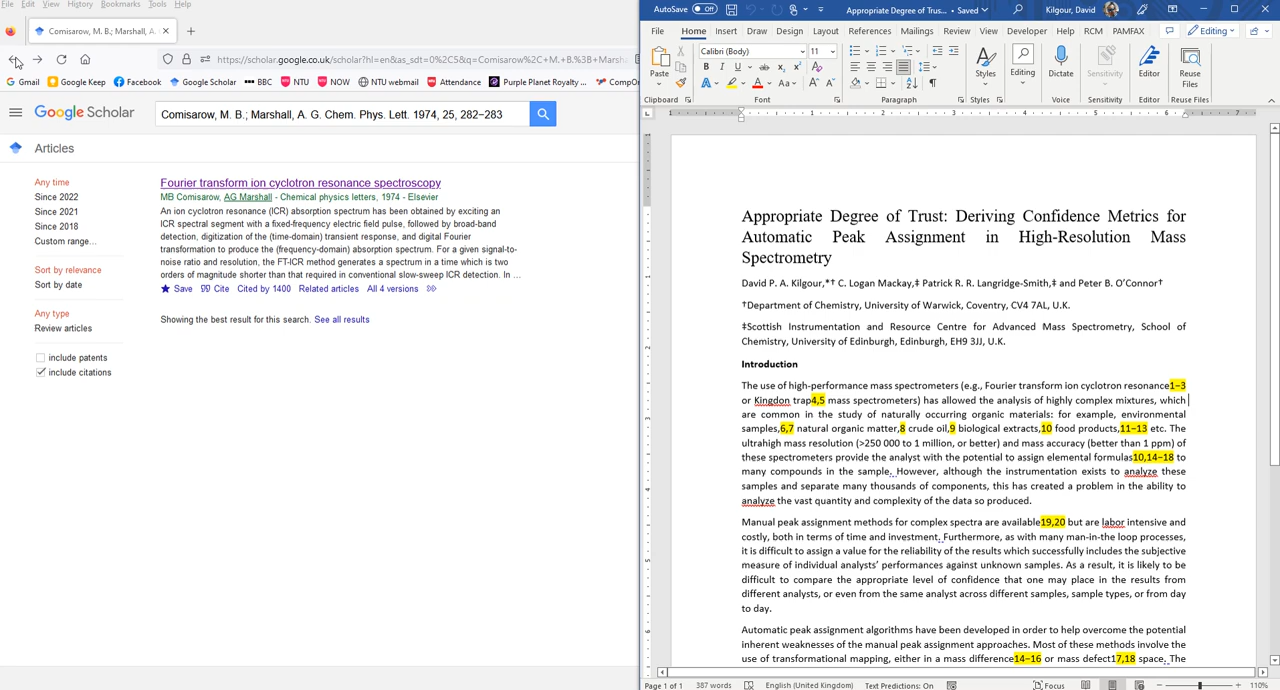 File Edit View History Bookmarks Tools Help
Comisarow, M. B.; Marshall, A.
https://scholar.google.co.uk/scholar?hl=en&as_sdt=0%2C5&q=Comisarow%2C+M.+B.%3B+Marsha
Gmail Google Keep Facebook BBC NTU NOW NTU webmail Guidance Purple Planet Royalty ... CompOr
Google Scholar
Comisarow, M. B.; Marshall, A. G. Chem. Phys. Lett. 1974, 25, 282−283
Articles
Any time
Since 2022
Since 2021
Since 2018
Custom range...
Sort by relevance
Sort by date
Any type
Review articles
include patents
include citations
Fourier transform ion cyclotron resonance spectroscopy
MB Comisarow, AG Marshall - Chemical physics letters, 1974 - Elsevier
An ion cyclotron resonance (ICR) absorption spectrum has been obtained by exciting an
ICR spectral segment with a fixed-frequency electric field pulse, followed by broad-band
detection, digitization of the (time-domain) transient response, and digital Fourier
transformation to produce the (frequency-domain) absorption spectrum. For a given signal-to-
noise ratio and resolution, the FT-ICR method generates a spectrum in a time which is two
orders of magnitude shorter than that required in conventional slow-sweep ICR detection. In ...
Save Cite Cited by 1400 Related articles All 4 versions
Showing the best result for this search. See all results
AutoSave Off Appropriate Degree of Trus... • Saved Kilgour, David
File Home Insert Draw Design Layout References Mailings Review View Developer Help RCM PAMFAX Editing
Calibri (Body) 11
Paste
Styles Editing Dictate Sensitivity Editor Reuse Files
Clipboard Font Paragraph Styles Voice Sensitivity Editor Reuse Files
Appropriate Degree of Trust: Deriving Confidence Metrics for
Automatic Peak Assignment in High-Resolution Mass
Spectrometry
David P. A. Kilgour,*† C. Logan Mackay,‡ Patrick R. R. Langridge-Smith,‡ and Peter B. O'Connor†
†Department of Chemistry, University of Warwick, Coventry, CV4 7AL, U.K.
‡Scottish Instrumentation and Resource Centre for Advanced Mass Spectrometry, School of
Chemistry, University of Edinburgh, Edinburgh, EH9 3JJ, U.K.
Introduction
The use of high-performance mass spectrometers (e.g., Fourier transform ion cyclotron resonance1−3
or Kingdon trap4,5 mass spectrometers) has allowed the analysis of highly complex mixtures, which
are common in the study of naturally occurring organic materials: for example, environmental
samples,6,7 natural organic matter,8 crude oil,9 biological extracts,10 food products,11−13 etc. The
ultrahigh mass resolution (>250 000 to 1 million, or better) and mass accuracy (better than 1 ppm) of
these spectrometers provide the analyst with the potential to assign elemental formulas10,14−18 to
many compounds in the sample. However, although the instrumentation exists to analyze these
samples and separate many thousands of components, this has created a problem in the ability to
analyze the vast quantity and complexity of the data so produced.
Manual peak assignment methods for complex spectra are available19,20 but are labor intensive and
costly, both in terms of time and investment. Furthermore, as with many man-in-the loop processes,
it is difficult to assign a value for the reliability of the results which successfully includes the subjective
measure of individual analysts' performances against unknown samples. As a result, it is likely to be
difficult to compare the appropriate level of confidence that one may place in the results from
different analysts, or even from the same analyst across different samples, sample types, or from day
to day.
Automatic peak assignment algorithms have been developed in order to help overcome the potential
inherent weaknesses of the manual peak assignment approaches. Most of these methods involve the
use of transformational mapping, either in a mass difference14−16 or mass defect17,18 space. The
Page 1 of 1 387 words English (United Kingdom) Text Predictions: On Focus 110%